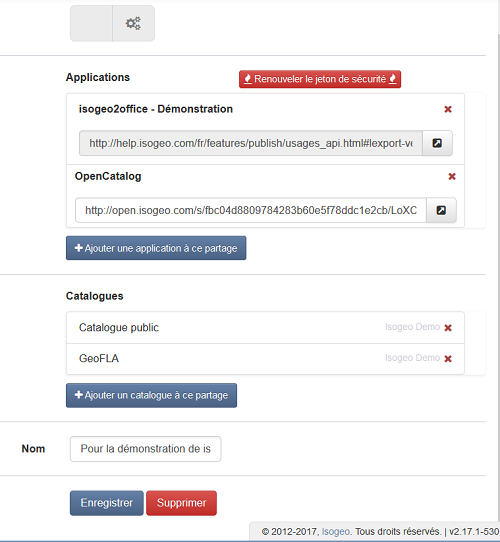 Applications
Renouveler le jeton de sécurité
isogeo2office - Démonstration
http://help.isogeo.com/fr/features/publish/usages_api.html#lexport-ve
OpenCatalog
http://open.isogeo.com/s/fbc04d8809784283b60e5f78ddc1e2cb/LoXC
Ajouter une application à ce partage
Catalogues
Catalogue public Isogeo Demo
GeoFLA Isogeo Demo
Ajouter un catalogue à ce partage
Nom Pour la démonstration de is
Enregistrer Supprimer
© 2012-2017, Isogeo. Tous droits réservés. | v2.17.1-530